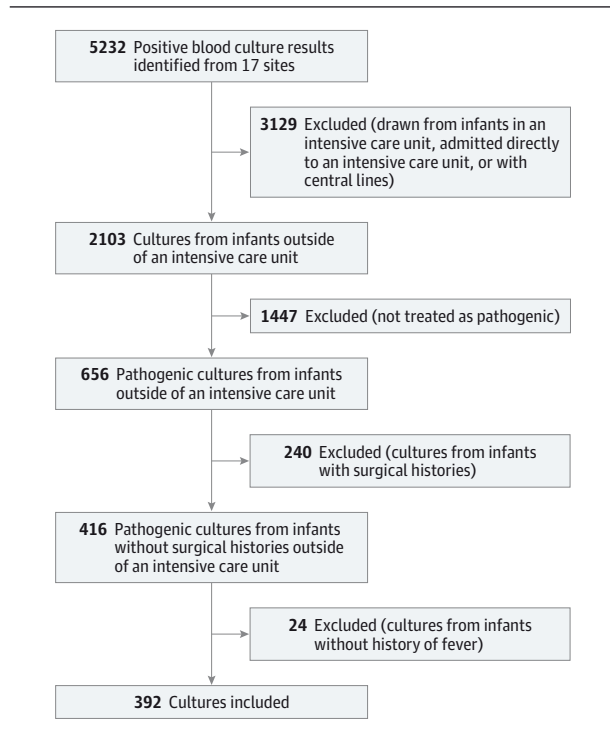 5232 Positive blood culture results
identified from 17 sites
3129 Excluded (drawn from infants in an
intensive care unit, admitted directly
to an intensive care unit, or with
central lines)
2103 Cultures from infants outside
of an intensive care unit
1447 Excluded (not treated as pathogenic)
656 Pathogenic cultures from infants
outside of an intensive care unit
240 Excluded (cultures from infants
with surgical histories)
416 Pathogenic cultures from infants
without surgical histories outside
of an intensive care unit
24 Excluded (cultures from infants
without history of fever)
392 Cultures included